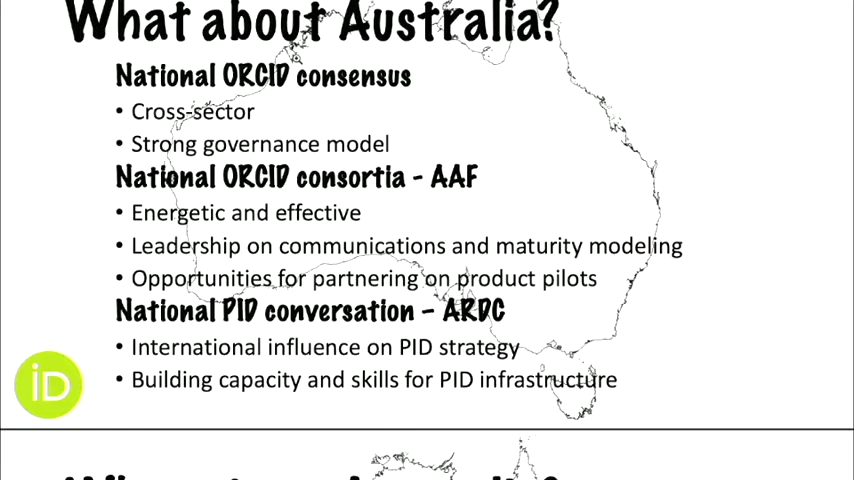 What about Australia?
National ORCID consensus
• Cross-sector
• Strong governance model
National ORCID consortia - AAF
• Energetic and effective
• Leadership on communications and maturity modeling
• Opportunities for partnering on product pilots
National PID conversation – ARDC
• International influence on PID strategy
• Building capacity and skills for PID infrastructure
iD